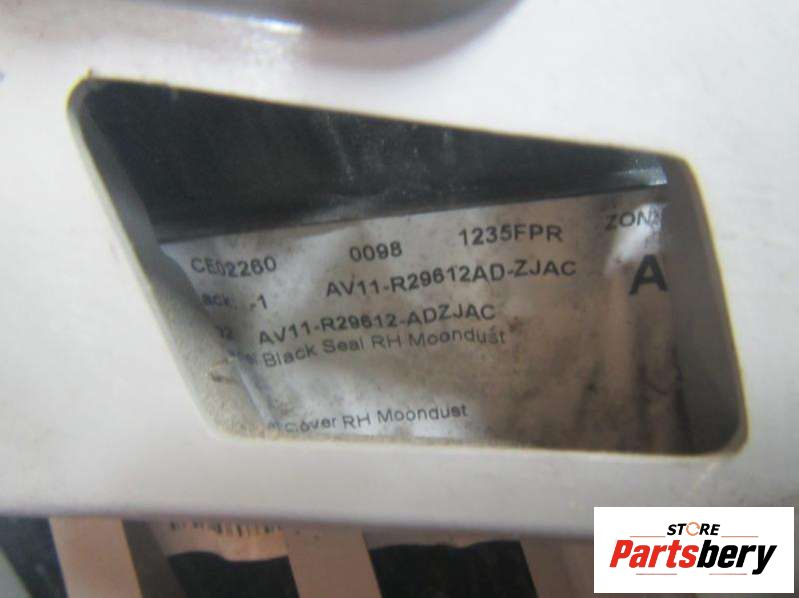 CE02260 0098 1235FPR
AV11-R29612AD-ZJAC A
AV11-R29612-ADZJAC
Black Seal RH Moondust
Cover RH Moondust
STORE
Partsbery